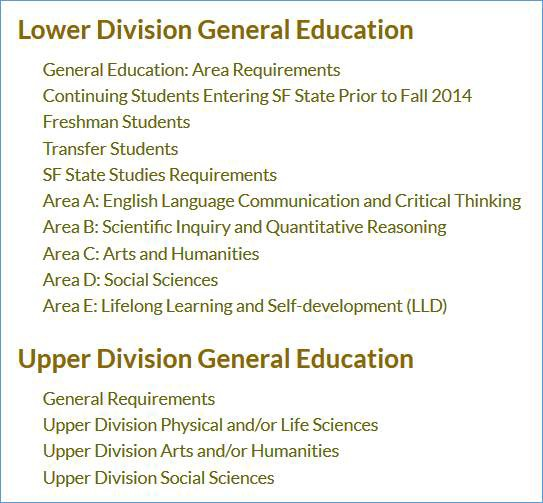 Lower Division General Education
General Education: Area Requirements
Continuing Students Entering SF State Prior to Fall 2014
Freshman Students
Transfer Students
SF State Studies Requirements
Area A: English Language Communication and Critical Thinking
Area B: Scientific Inquiry and Quantitative Reasoning
Area C: Arts and Humanities
Area D: Social Sciences
Area E: Lifelong Learning and Self-development (LLD)
Upper Division General Education
General Requirements
Upper Division Physical and/or Life Sciences
Upper Division Arts and/or Humanities
Upper Division Social Sciences